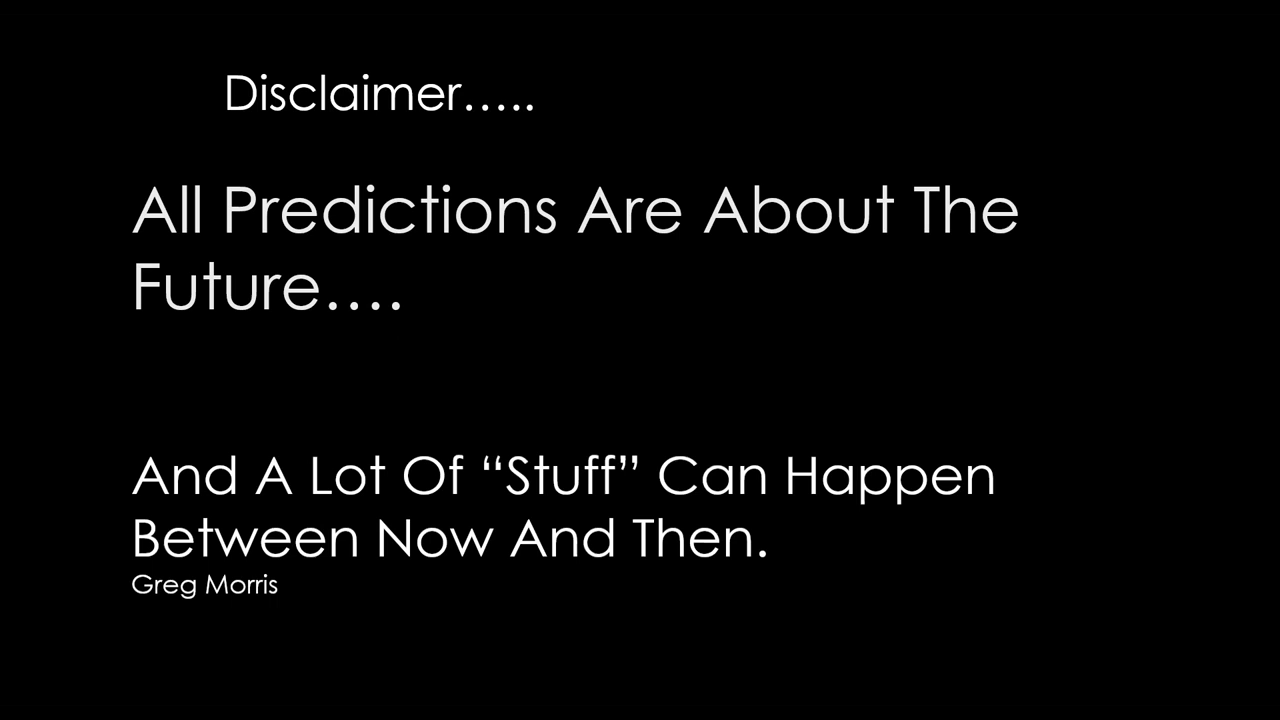 Disclaimer…..
All Predictions Are About The
Future….
And A Lot Of “Stuff” Can Happen
Between Now And Then.
Greg Morris